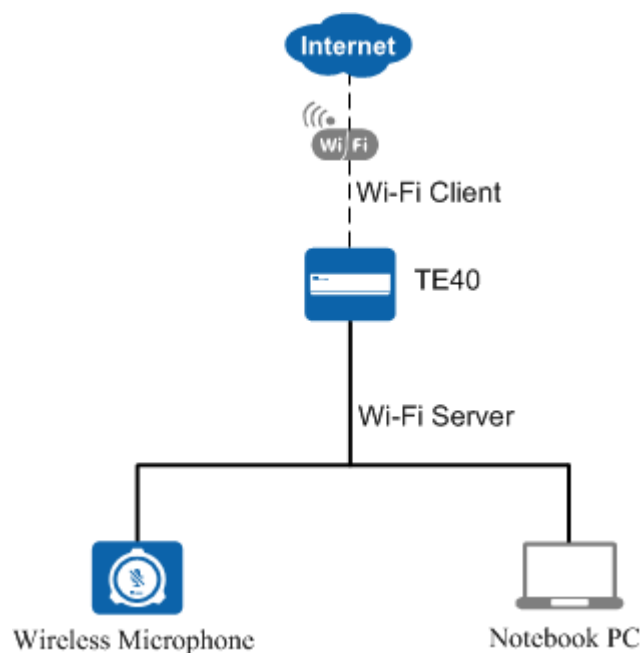 Internet
Wi Fi
Wi-Fi Client
TE40
Wi-Fi Server
Wireless Microphone
Notebook PC